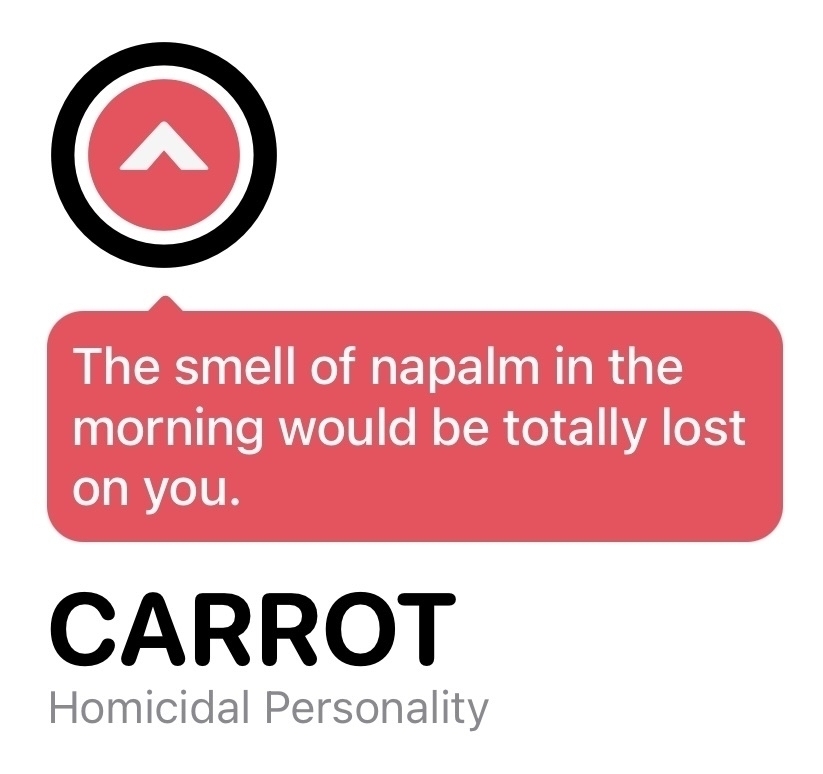 The smell of napalm in the
morning would be totally lost
on you.
CARROT
Homicidal Personality